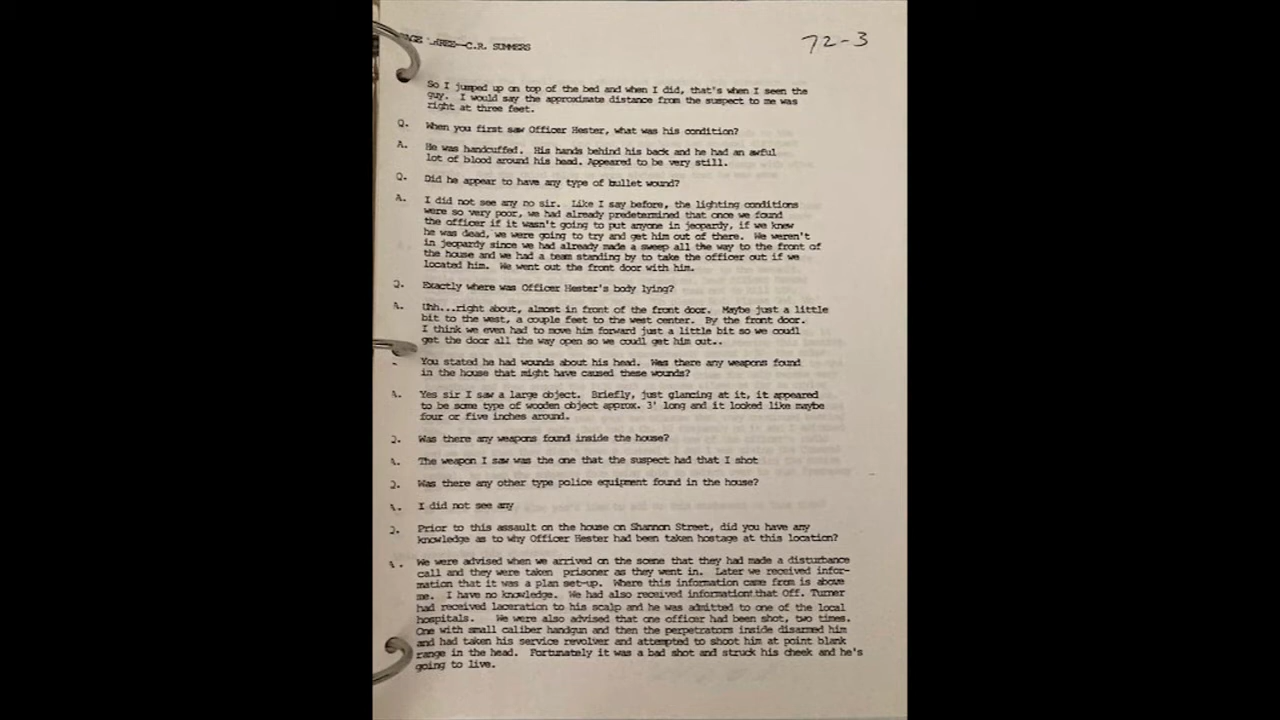 PAGE THREE—C.R. SUMMERS
72-3
So I jumped up on top of the bed and when I did, that's when I seen the
guy. I would say the approximate distance from the suspect to me was
right at three feet.
Q. When you first saw Officer Hester, what was his condition?
A. He was handcuffed. His hands behind his back and he had an awful
lot of blood around his head. Appeared to be very still.
Q. Did he appear to have any type of bullet wound?
A. I did not see any no sir. Like I say before, the lighting conditions
were so very poor, we had already predetermined that once we found
the officer if it wasn't going to put anyone in jeopardy, if we knew
he was dead, we were going to try and get him out of there. We weren't
in jeopardy since we had already made a sweep all the way to the front of
the house and we had a team standing by to take the officer out if we
located him. We went out the front door with him.
Q. Exactly where was Officer Hester's body lying?
A. Uhh...right about, almost in front of the front door. Maybe just a little
bit to the west, a couple feet to the west center. By the front door.
I think we even had to move him forward just a little bit so we coudl
get the door all the way open so we coudl get him out..
You stated he had wounds about his head. Was there any weapons found
in the house that might have caused these wounds?
A. Yes sir I saw a large object. Briefly, just glancing at it, it appeared
to be some type of wooden object approx. 3' long and it looked like maybe
four or five inches around.
Q. Was there any weapons found inside the house?
A. The weapon I saw was the one that the suspect had that I shot
Q. Was there any other type police equipment found in the house?
A. I did not see any
Q. Prior to this assault on the house on Shannon Street, did you have any
knowledge as to why Officer Hester had been taken hostage at this location?
A. We were advised when we arrived on the scene that they had made a disturbance
call and they were taken prisoner as they went in. Later we received infor-
mation that it was a plan set-up. Where this information came from is above
me. I have no knowledge. We had also received information that Off. Turner
had received laceration to his scalp and he was admitted to one of the local
hospitals. We were also advised that one officer had been shot, two times.
One with small caliber handgun and then the perpetrators inside disarmed him
and had taken his service revolver and attempted to shoot him at point blank
range in the head. Fortunately it was a bad shot and struck his cheek and he's
going to live.